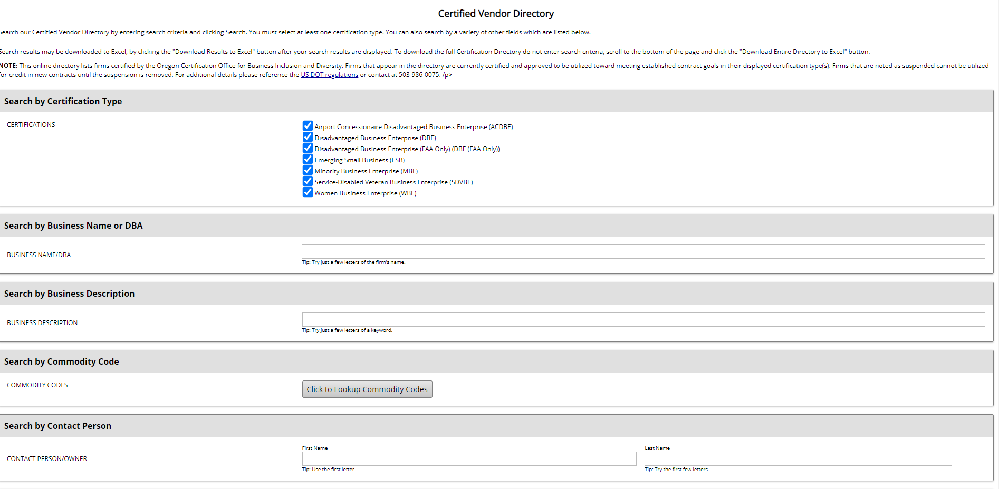 Certified Vendor Directory
Search our Certified Vendor Directory by entering search criteria and clicking Search. You must select at least one certification type. You can also search by a variety of other fields which are listed below.
Search results may be downloaded to Excel, by clicking the "Download Results to Excel" button after your search results are displayed. To download the full Certification Directory do not enter search criteria, scroll to the bottom of the page and click the "Download Entire Directory to Excel" button.
NOTE: This online directory lists firms certified by the Oregon Certification Office for Business Inclusion and Diversity. Firms that appear in the directory are currently certified and approved to be utilized toward meeting established contract goals in their displayed certification type(s). Firms that are noted as suspended cannot be utilized
for-credit in new contracts until the suspension is removed. For additional details please reference the US DOT regulations or contact at 503-986-0075. /p>
Search by Certification Type
CERTIFICATIONS
Airport Concessionaire Disadvantaged Business Enterprise (ACDBE)
Disadvantaged Business Enterprise (DBE)
Disadvantaged Business Enterprise (FAA Only) (DBE (FAA Only))
Emerging Small Business (ESB)
Minority Business Enterprise (MBE)
Service-Disabled Veteran Business Enterprise (SDVBE)
Women Business Enterprise (WBE)
Search by Business Name or DBA
BUSINESS NAME/DBA
Tip: Try just a few letters of the firm's name.
Search by Business Description
BUSINESS DESCRIPTION
Tip: Try just a few letters of a keyword.
Search by Commodity Code
COMMODITY CODES
Click to Lookup Commodity Codes
Search by Contact Person
First Name
Last Name
CONTACT PERSON/OWNER
Tip: Use the first letter.
Tip: Try the first few letters.